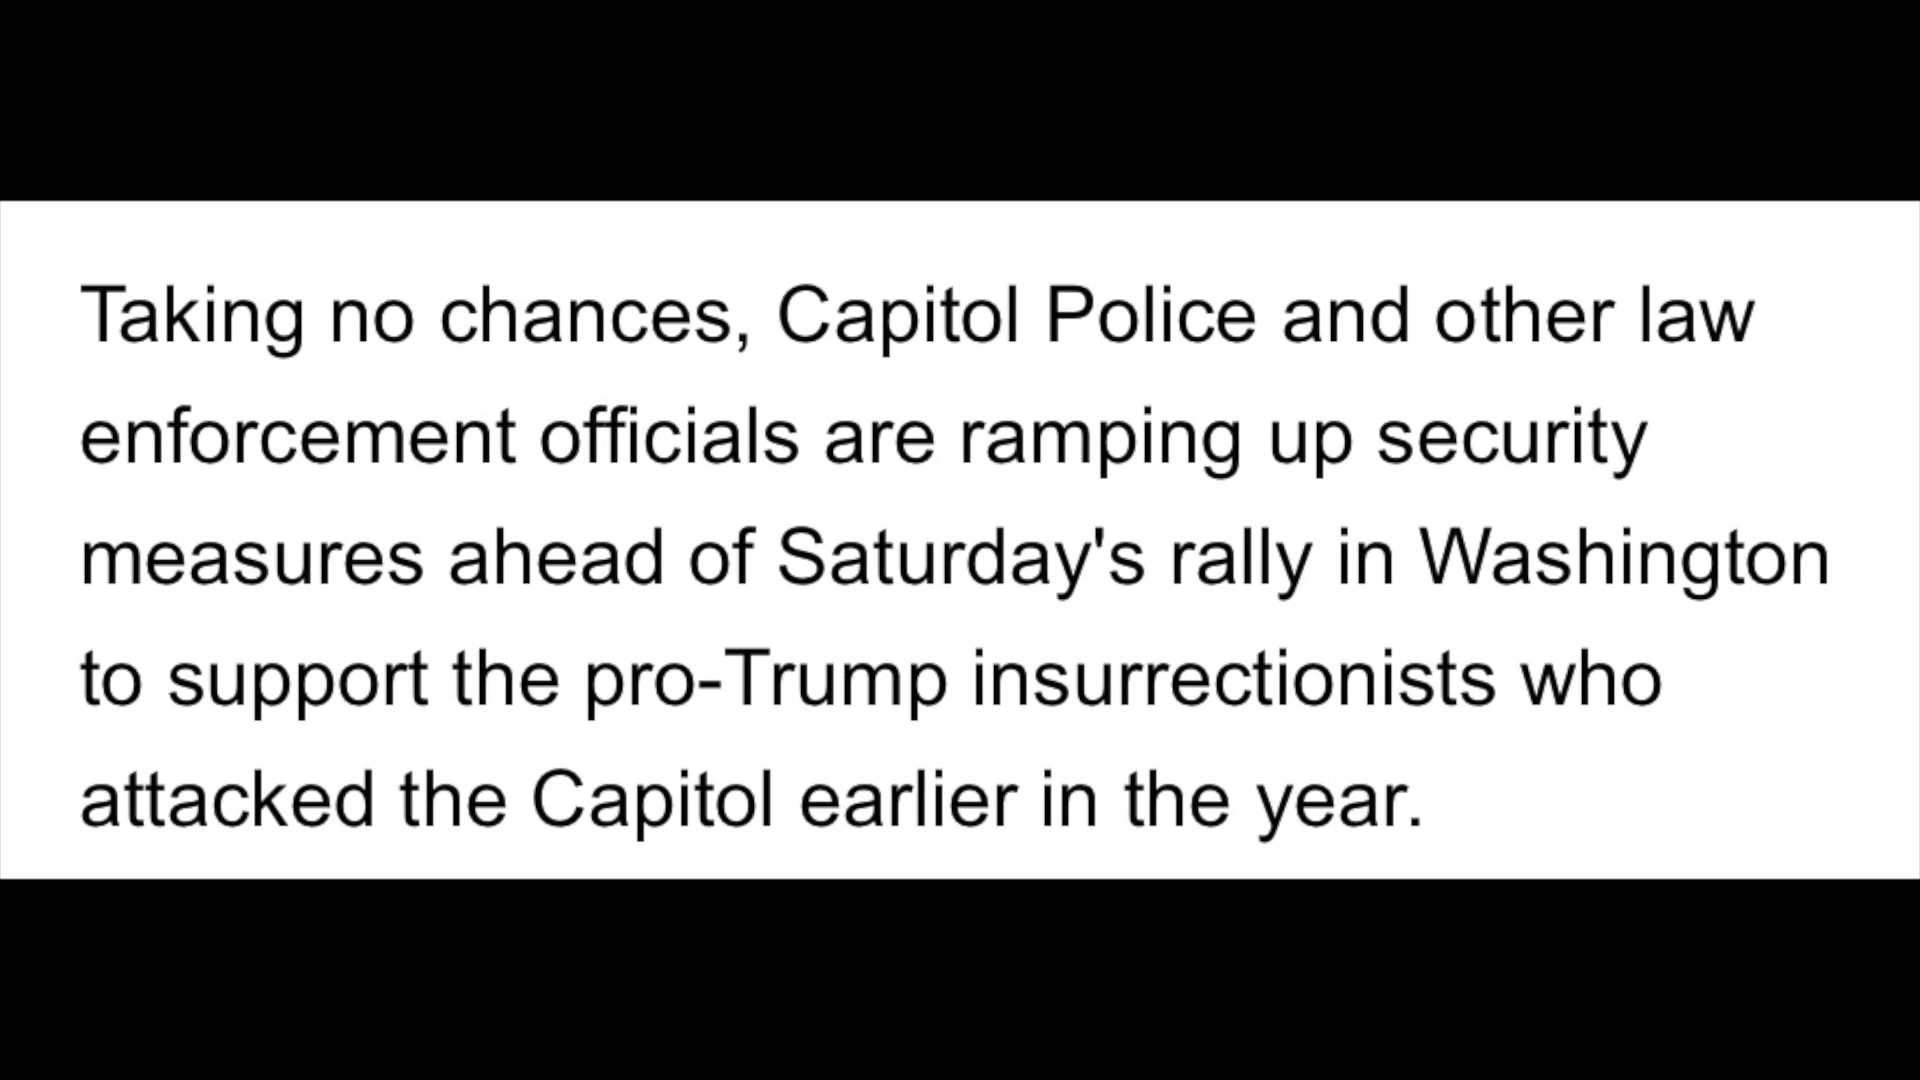 Taking no chances, Capitol Police and other law
enforcement officials are ramping up security
measures ahead of Saturday's rally in Washington
to support the pro-Trump insurrectionists who
attacked the Capitol earlier in the year.